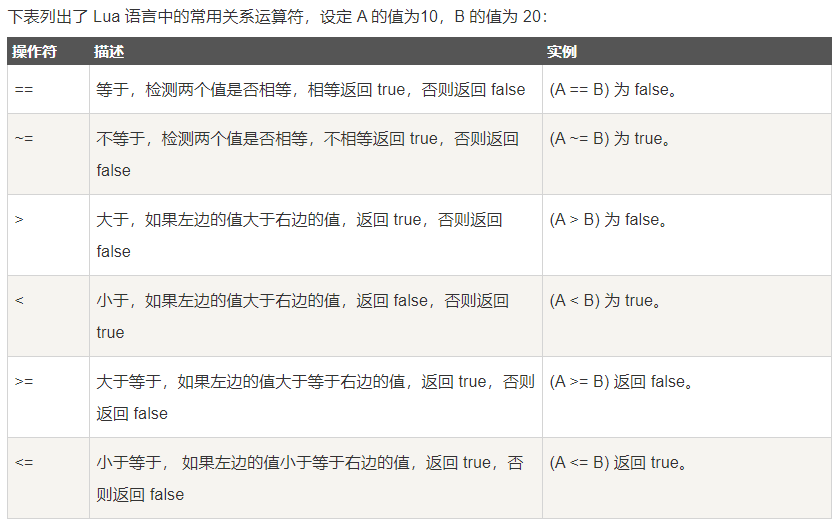 下表列出了 Lua 语言中的常用关系运算符，设定 A 的值为10，B 的值为 20：
操作符 描述 实例
== 等于，检测两个值是否相等，相等返回 true，否则返回 false (A == B) 为 false。
~= 不等于，检测两个值是否相等，不相等返回 true，否则返回 (A ~= B) 为 true。
false
> 大于，如果左边的值大于右边的值，返回 true，否则返回 (A > B) 为 false。
false
< 小于，如果左边的值大于右边的值，返回 false，否则返回 (A < B) 为 true。
true
>= 大于等于，如果左边的值大于等于右边的值，返回 true，否则 (A >= B) 返回 false。
返回 false
<= 小于等于， 如果左边的值小于等于右边的值，返回 true，否 (A <= B) 返回 true。
则返回 false